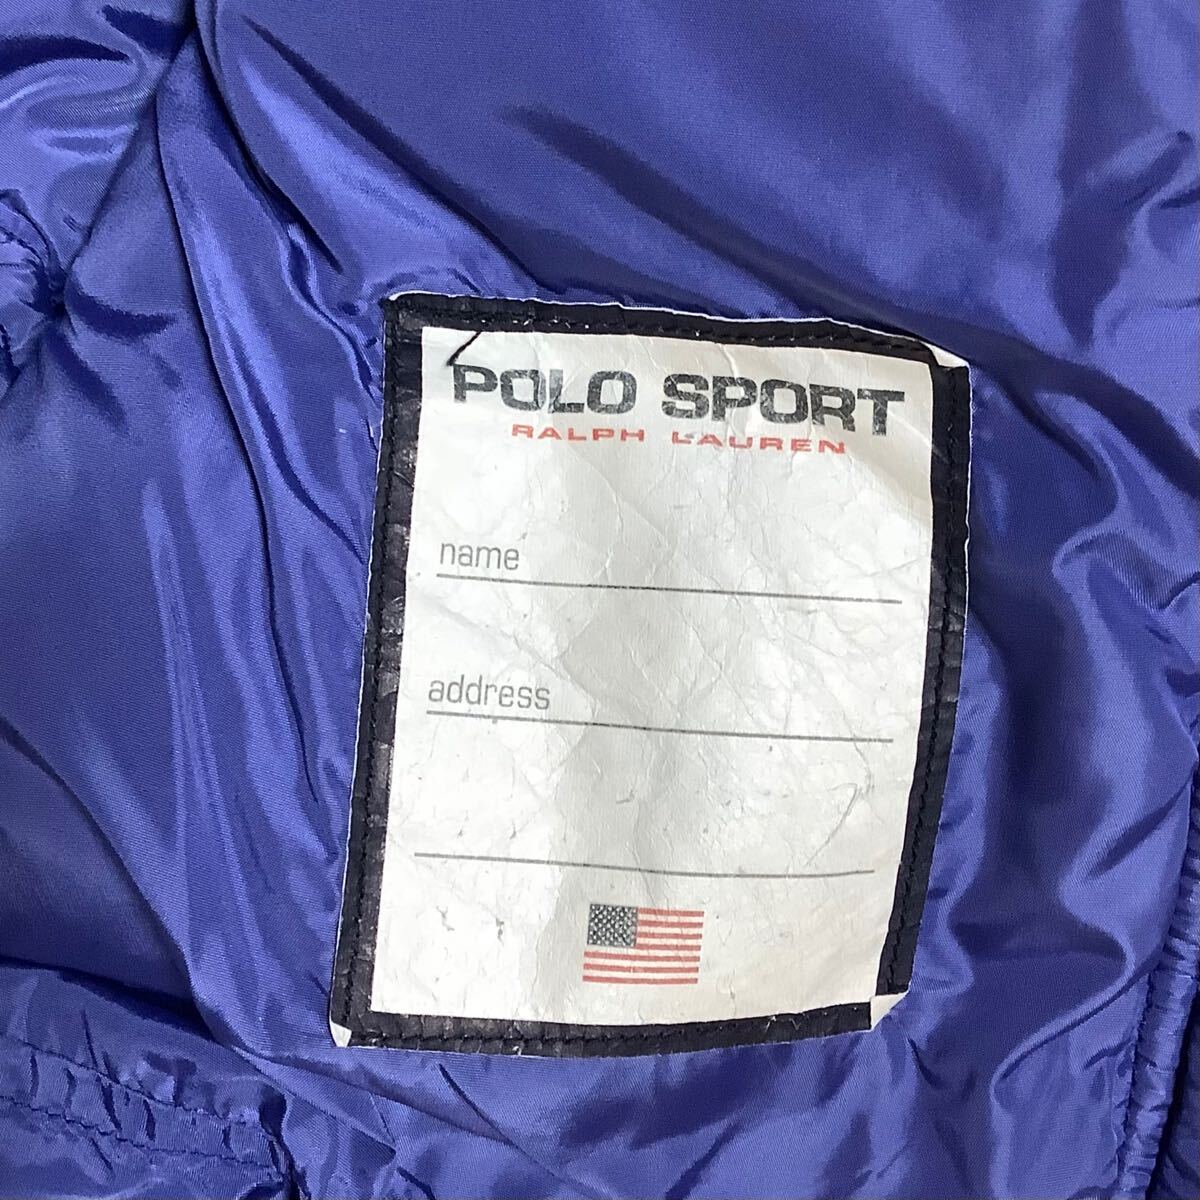 POLO SPORT
RALPH LAUREN
name
address